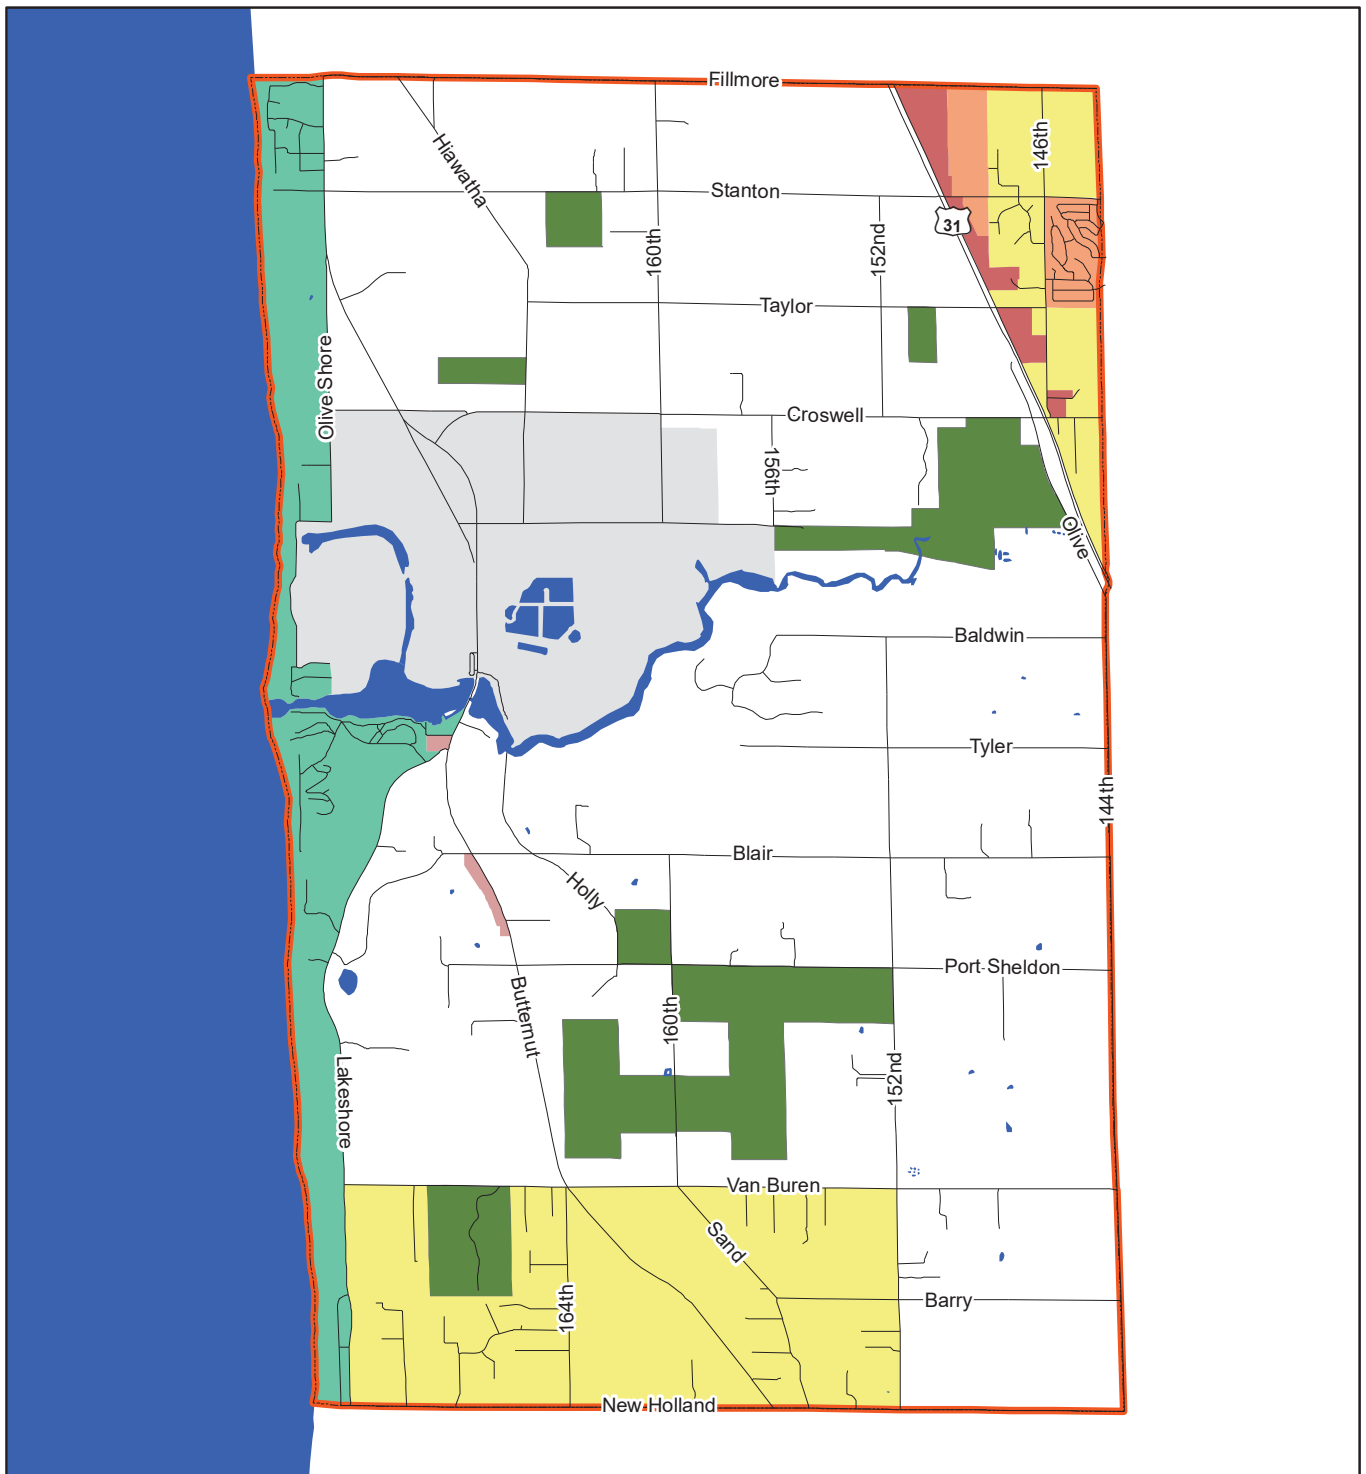 Fillmore
146th
Hiawatha
Stanton
31
160th
152nd
Taylor
Olive Shore
Croswell
156th
Olive
Baldwin
Tyler
144th
Blair
Holly
Port Sheldon
Butternut
160th
152nd
Lakeshore
Van Buren
Sand
164th
Barry
New Holland